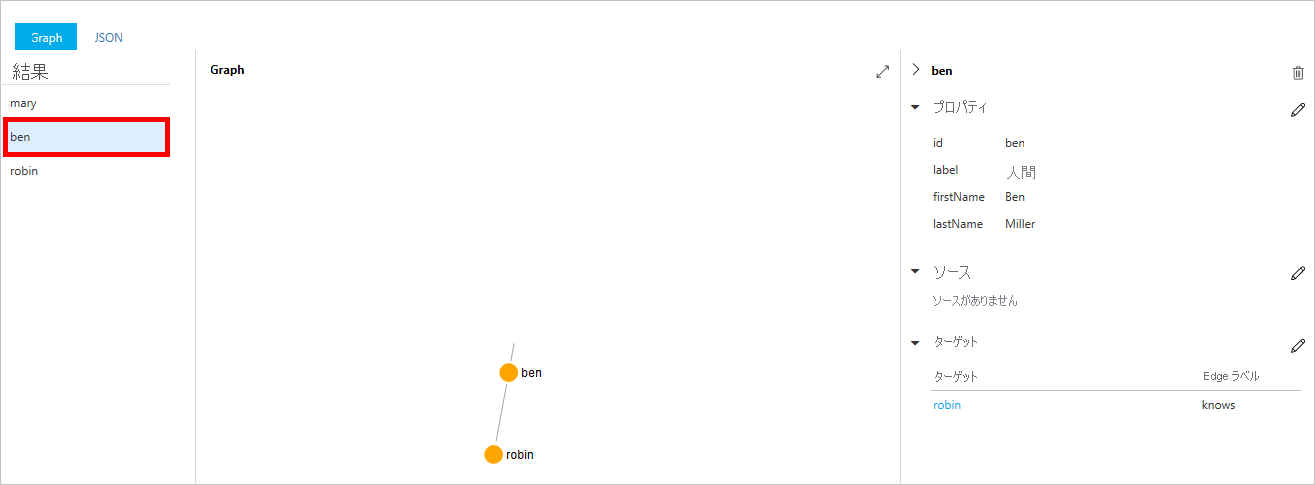 Graph
JSON
結果
mary
ben
robin
Graph
ben
robin
ben
プロパティ
id ben
label 人間
firstName Ben
lastName Miller
ソース
ソースがありません
ターゲット
ターゲット Edge ラベル
robin knows